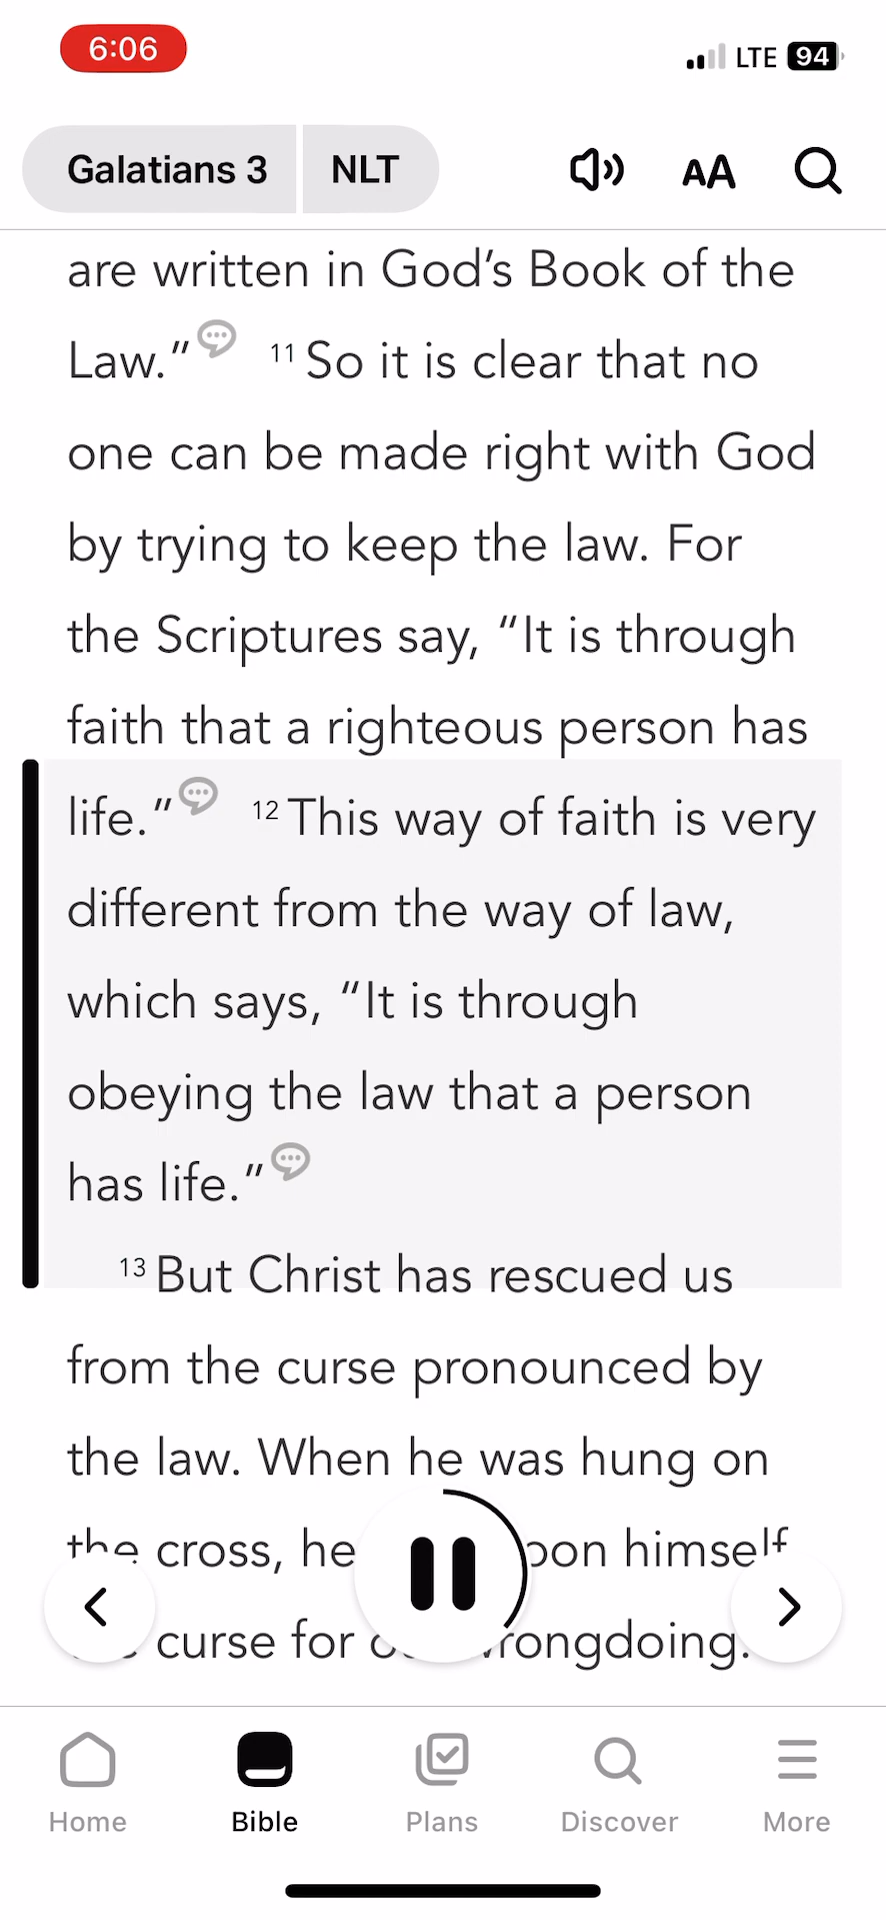 6:06
LTE 94
Galatians 3 NLT AA
are written in God’s Book of the
Law.” 11 So it is clear that no
one can be made right with God
by trying to keep the law. For
the Scriptures say, “It is through
faith that a righteous person has
life.” 12 This way of faith is very
different from the way of law,
which says, “It is through
obeying the law that a person
has life.”
13 But Christ has rescued us
from the curse pronounced by
the law. When he was hung on
the cross, he himself
curse for wrongdoing.
Home Bible Plans Discover More